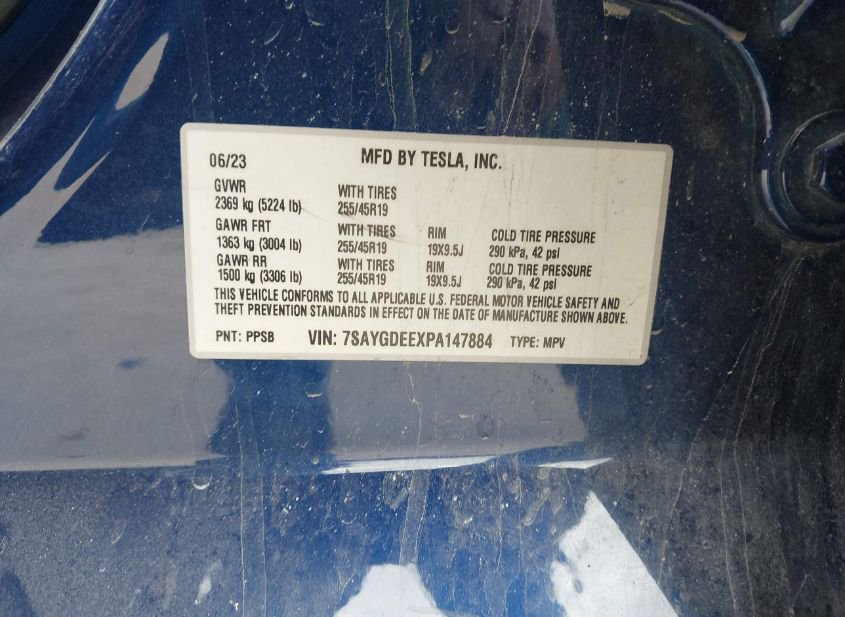 06/23 MFD BY TESLA, INC.
GVWR WITH TIRES
2369 kg (5224 lb) 255/45R19
GAWR FRT WITH TIRES RIM COLD TIRE PRESSURE
1363 kg (3004 lb) 255/45R19 19X9.5J 290 kPa, 42 psi
GAWR RR WITH TIRES RIM COLD TIRE PRESSURE
1500 kg (3306 lb) 255/45R19 19X9.5J 290 kPa, 42 psi
THIS VEHICLE CONFORMS TO ALL APPLICABLE U.S. FEDERAL MOTOR VEHICLE SAFETY AND
THEFT PREVENTION STANDARDS IN EFFECT ON THE DATE OF MANUFACTURE SHOWN ABOVE.
PNT: PPSB VIN: 7SAYGDEEXPA147884 TYPE: MPV